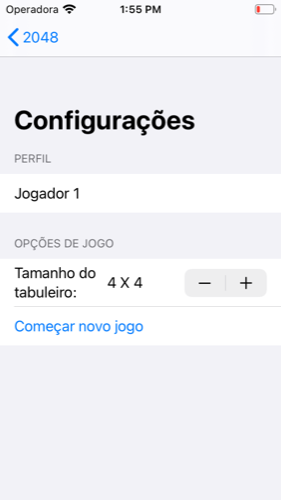 Operadora 1:55 PM
2048
Configurações
PERFIL
Jogador 1
OPÇÕES DE JOGO
Tamanho do
tabuleiro:
4 X 4
− +
Começar novo jogo